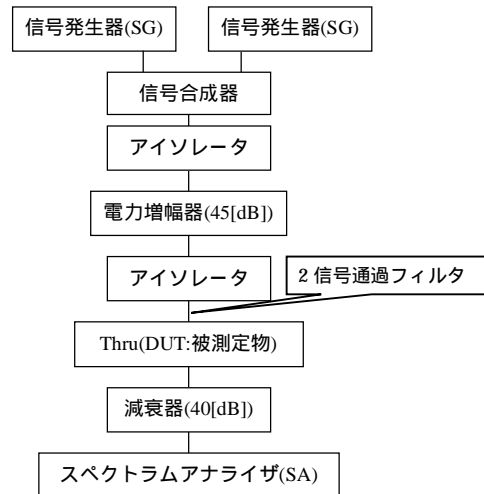 信号発生器(SG)
信号発生器(SG)
信号合成器
アイソレータ
電力増幅器(45[dB])
アイソレータ
2 信号通過フィルタ
Thru(DUT:被測定物)
減衰器(40[dB])
スペクトラムアナライザ(SA)